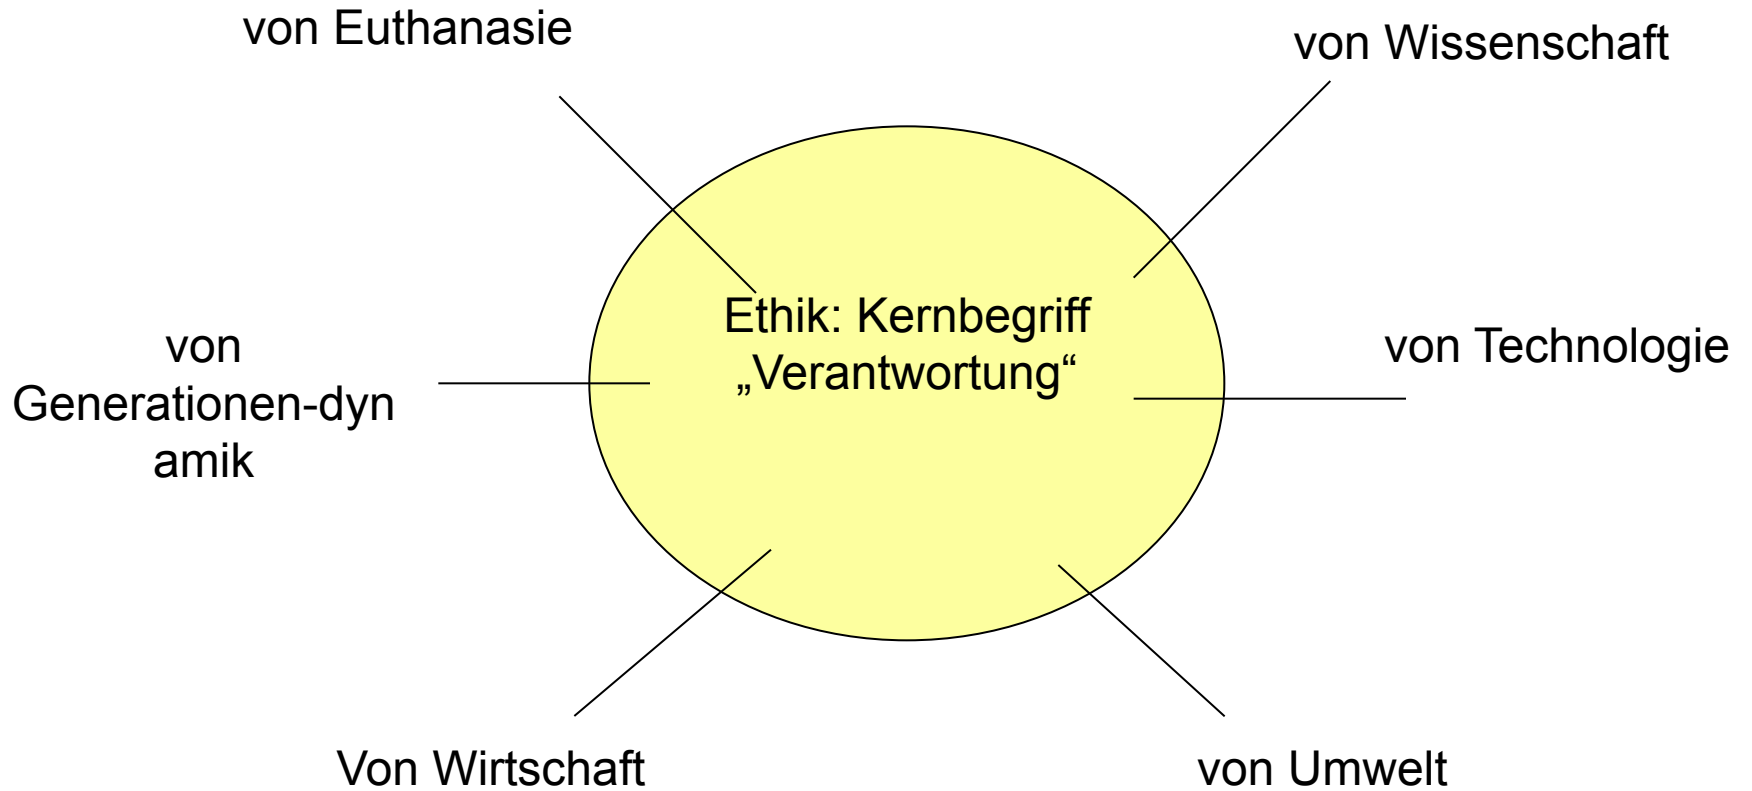 von Euthanasie
von Wissenschaft
Ethik: Kernbegriff
„Verantwortung“
von
Generationen-dyn
amik
von Technologie
Von Wirtschaft
von Umwelt